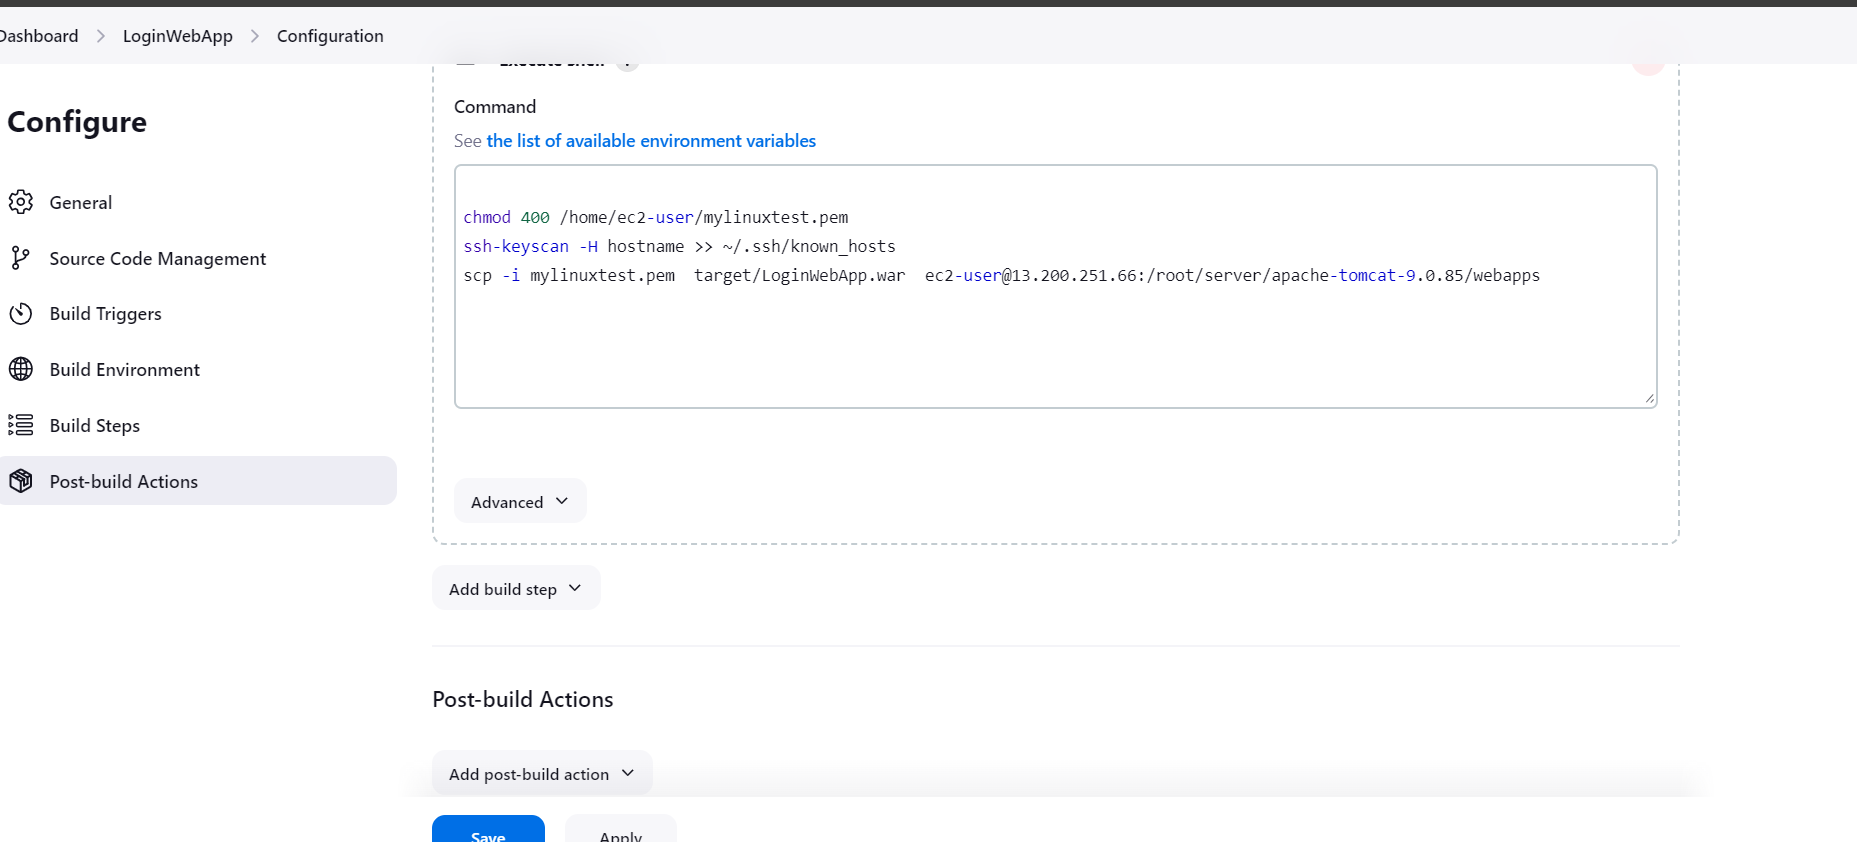 Dashboard > LoginWebApp > Configuration
Configure
General
Source Code Management
Build Triggers
Build Environment
Build Steps
Post-build Actions
Execute shell ?
Command
See the list of available environment variables
chmod 400 /home/ec2-user/mylinuxtest.pem
ssh-keyscan -H hostname >> ~/.ssh/known_hosts
scp -i mylinuxtest.pem  target/LoginWebApp.war  ec2-user@13.200.251.66:/root/server/apache-tomcat-9.0.85/webapps
Advanced
Add build step
Post-build Actions
Add post-build action
Save
Apply